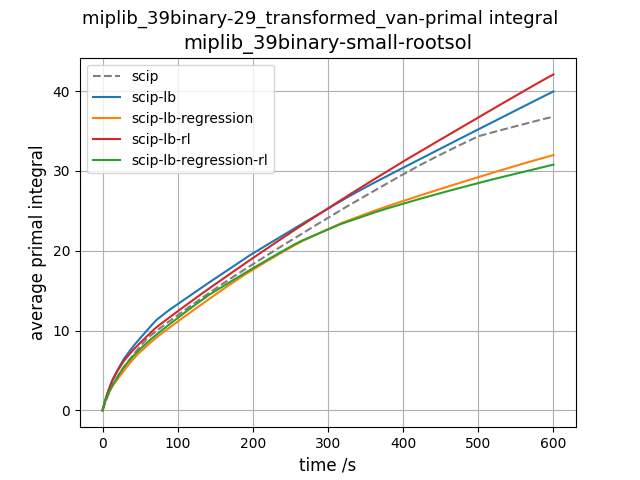 miplib_39binary-29_transformed_van-primal integral
miplib_39binary-small-rootsol
scip
scip-lb
scip-lb-regression
scip-lb-rl
scip-lb-regression-rl
average primal integral
40
30
20
10
0
0 100 200 300 400 500 600
time /s